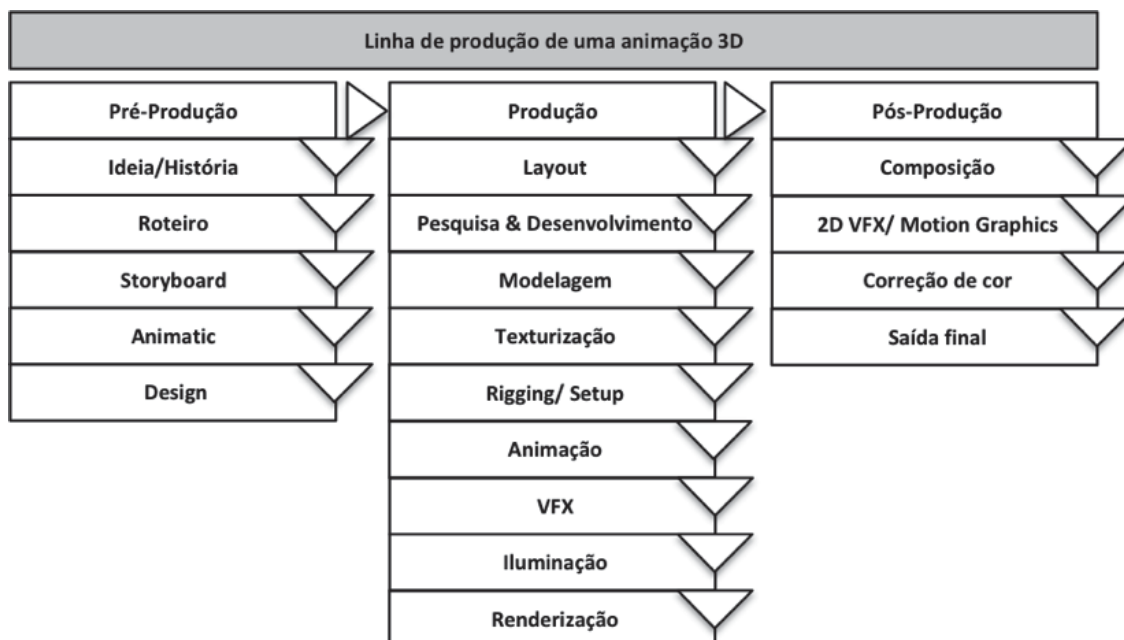 Linha de produção de uma animação 3D
Pré-Produção
Ideia/História
Roteiro
Storyboard
Animatic
Design
Produção
Layout
Pesquisa & Desenvolvimento
Modelagem
Texturização
Rigging/ Setup
Animação
VFX
Iluminação
Renderização
Pós-Produção
Composição
2D VFX/ Motion Graphics
Correção de cor
Saída final